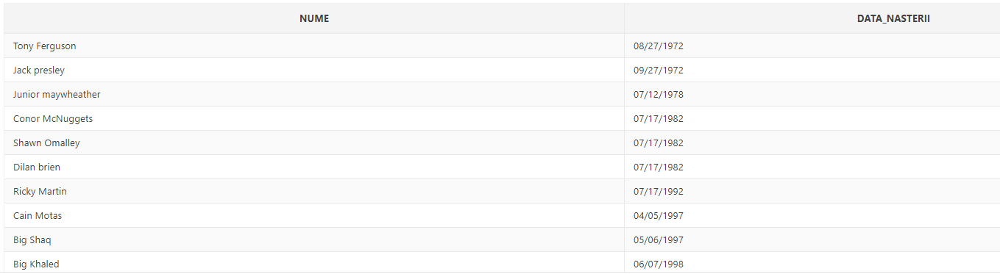 NUME DATA_NASTERII
Tony Ferguson 08/27/1972
Jack presley 09/27/1972
Junior maywheather 07/12/1978
Conor McNuggets 07/17/1982
Shawn Omalley 07/17/1982
Dilan brien 07/17/1982
Ricky Martin 07/17/1992
Cain Motas 04/05/1997
Big Shaq 05/06/1997
Big Khaled 06/07/1998